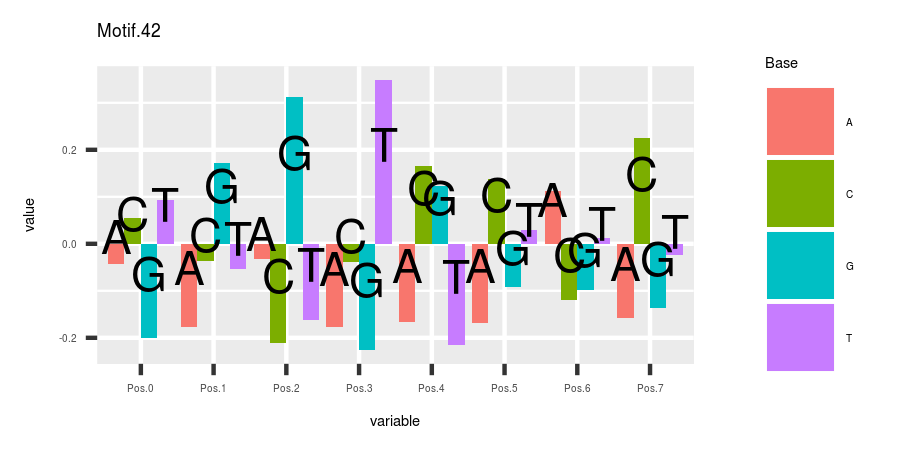 Motif.42
value
0.2
0.0
-0.2
A C G T A C G T A C G T A C G T A C G T A C G T A C G T A C G T
Pos.0 Pos.1 Pos.2 Pos.3 Pos.4 Pos.5 Pos.6 Pos.7
variable
Base
A
C
G
T